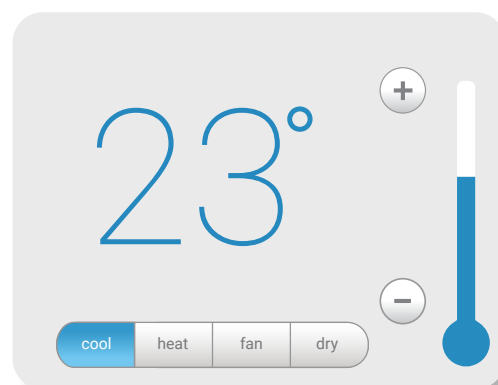 23°
+
−
cool heat fan dry